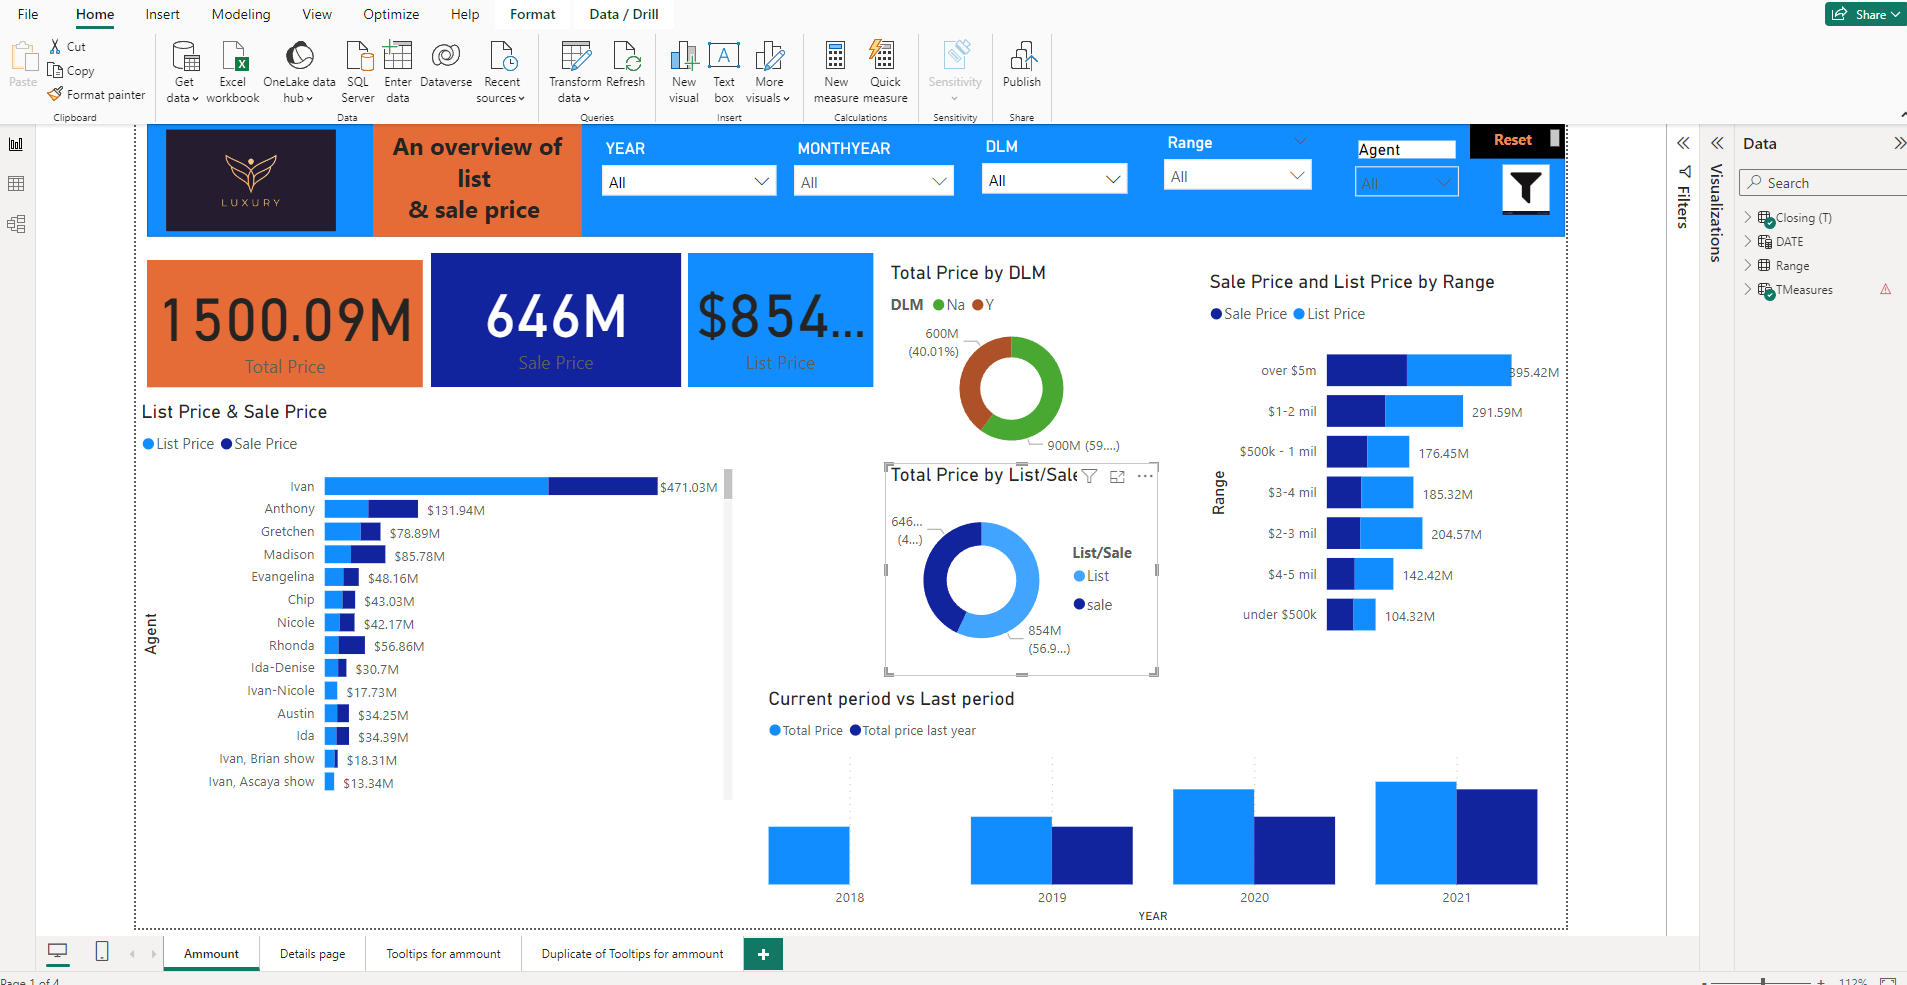 File
Home
Insert
Modeling
View
Optimize
Help
Format
Data / Drill
Share
Paste
Cut
Copy
Format painter
Clipboard
Get data
Excel workbook
OneLake data hub
SQL Server
Enter data
Dataverse
Recent sources
Data
Transform data
Refresh
Queries
New visual
Text box
More visuals
Insert
New measure
Quick measure
Calculations
Sensitivity
Sensitivity
Publish
Share
LUXURY
An overview of
list
& sale price
YEAR
All
MONTHYEAR
All
DLM
All
Range
All
Agent
All
Reset
1500.09M
Total Price
646M
Sale Price
$854...
List Price
List Price & Sale Price
List Price
Sale Price
Agent
Ivan $471.03M
Anthony $131.94M
Gretchen $78.89M
Madison $85.78M
Evangelina $48.16M
Chip $43.03M
Nicole $42.17M
Rhonda $56.86M
Ida-Denise $30.7M
Ivan-Nicole $17.73M
Austin $34.25M
Ida $34.39M
Ivan, Brian show $18.31M
Ivan, Ascaya show $13.34M
Total Price by DLM
DLM Na Y
600M
(40.01%)
900M (59....)
Total Price by List/Sale
646...
(4...)
List/Sale
List
sale
854M
(56.9...)
Sale Price and List Price by Range
Sale Price List Price
Range
over $5m 395.42M
$1-2 mil 291.59M
$500k - 1 mil 176.45M
$3-4 mil 185.32M
$2-3 mil 204.57M
$4-5 mil 142.42M
under $500k 104.32M
Current period vs Last period
Total Price Total price last year
2018
2019
2020
2021
YEAR
Filters
Visualizations
Data
Search
Closing (T)
DATE
Range
TMeasures
Ammount
Details page
Tooltips for ammount
Duplicate of Tooltips for ammount
Page 1 of 4
112%